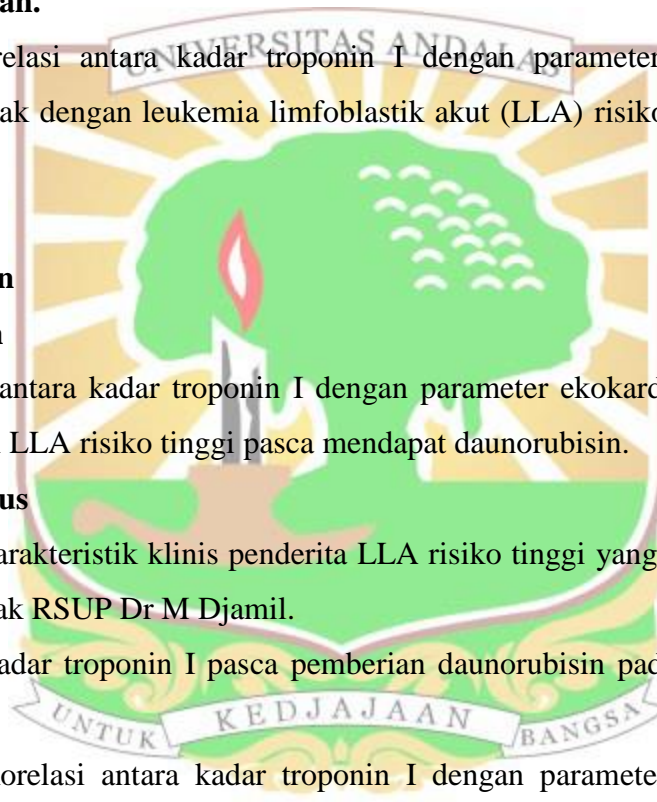 an.
relasi antara kadar troponin I dengan parameter
UNIVERSITAS ANDALAS
ak dengan leukemia limfoblastik akut (LLA) risiko
n
antara kadar troponin I dengan parameter ekokard
LLA risiko tinggi pasca mendapat daunorubisin.
us
arakteristik klinis penderita LLA risiko tinggi yang
ak RSUP Dr M Djamil.
adar troponin I pasca pemberian daunorubisin pad
UNTUK KEDJAJAAN BANGSA
korelasi antara kadar troponin I dengan paramete